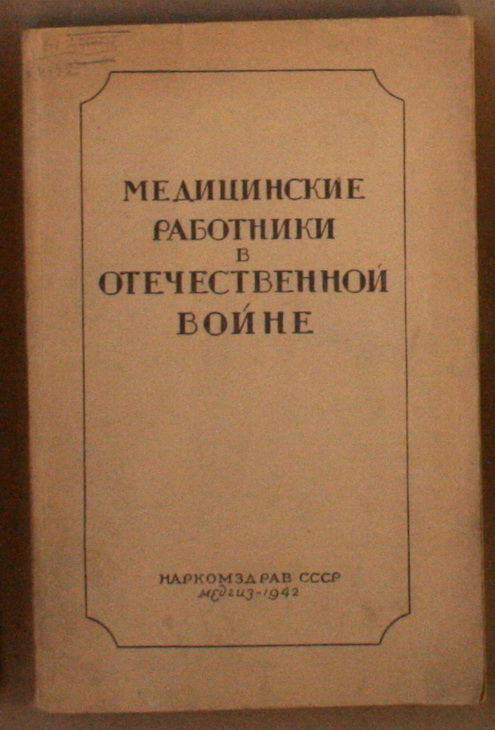 МЕДИЦИНСКИЕ
РАБОТНИКИ
В
ОТЕЧЕСТВЕННОЙ
ВОЙНЕ
НАРКОМЗДРАВ СССР
МЕДГИЗ-1942